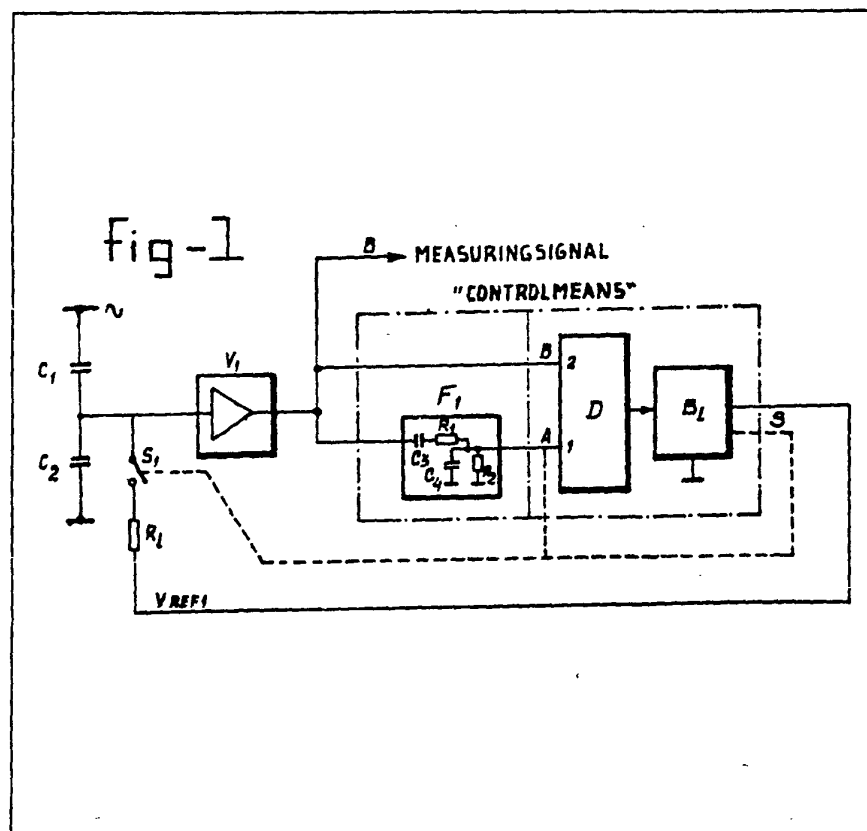 fig-1
B MEASURINGSIGNAL
"CONTROLMEANS"
~
C1
V1
B
2
F1
R1
A
1
D
BL
S
C2
S1
C3
C4
R2
RL
VREF1